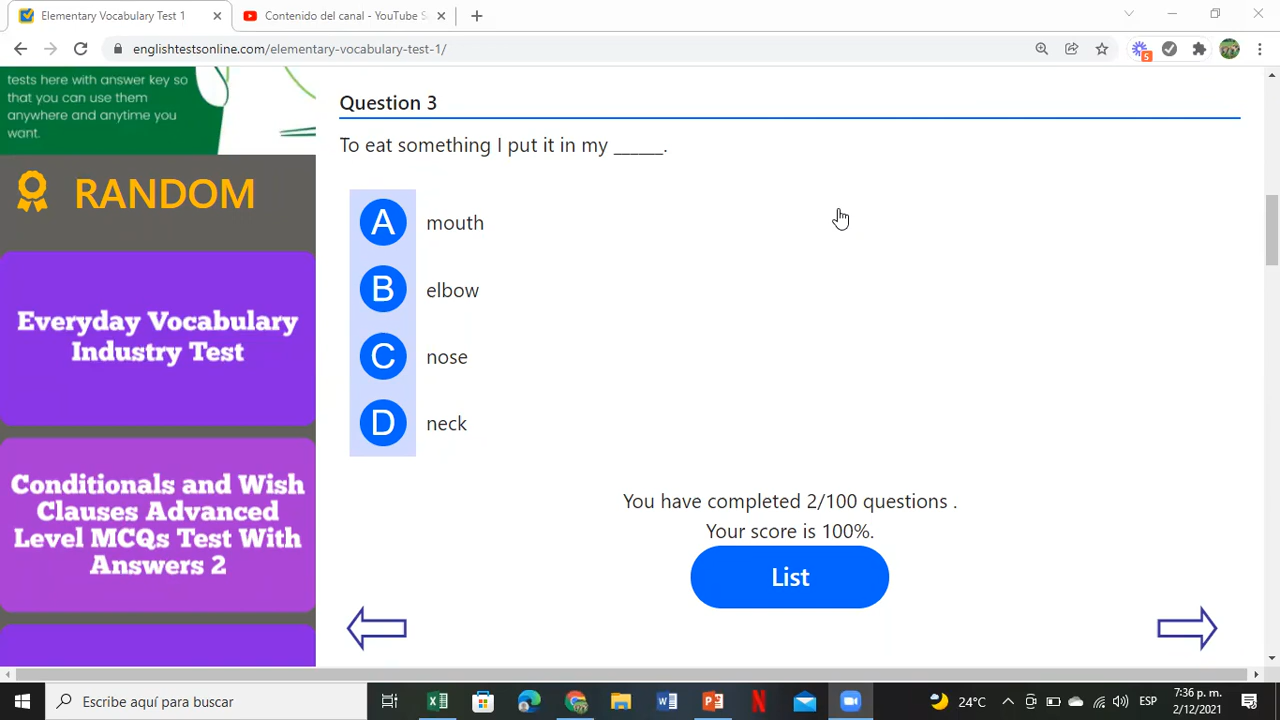 Elementary Vocabulary Test 1
Contenido del canal - YouTube S
englishtestsonline.com/elementary-vocabulary-test-1/
5
tests here with answer key so
that you can use them
anywhere and anytime you
want.
RANDOM
Everyday Vocabulary
Industry Test
Conditionals and Wish
Clauses Advanced
Level MCQs Test With
Answers 2
Question 3
To eat something I put it in my ______.
A mouth
B elbow
C nose
D neck
You have completed 2/100 questions .
Your score is 100%.
List
Escribe aquí para buscar
24°C
ESP
7:36 p. m.
2/12/2021